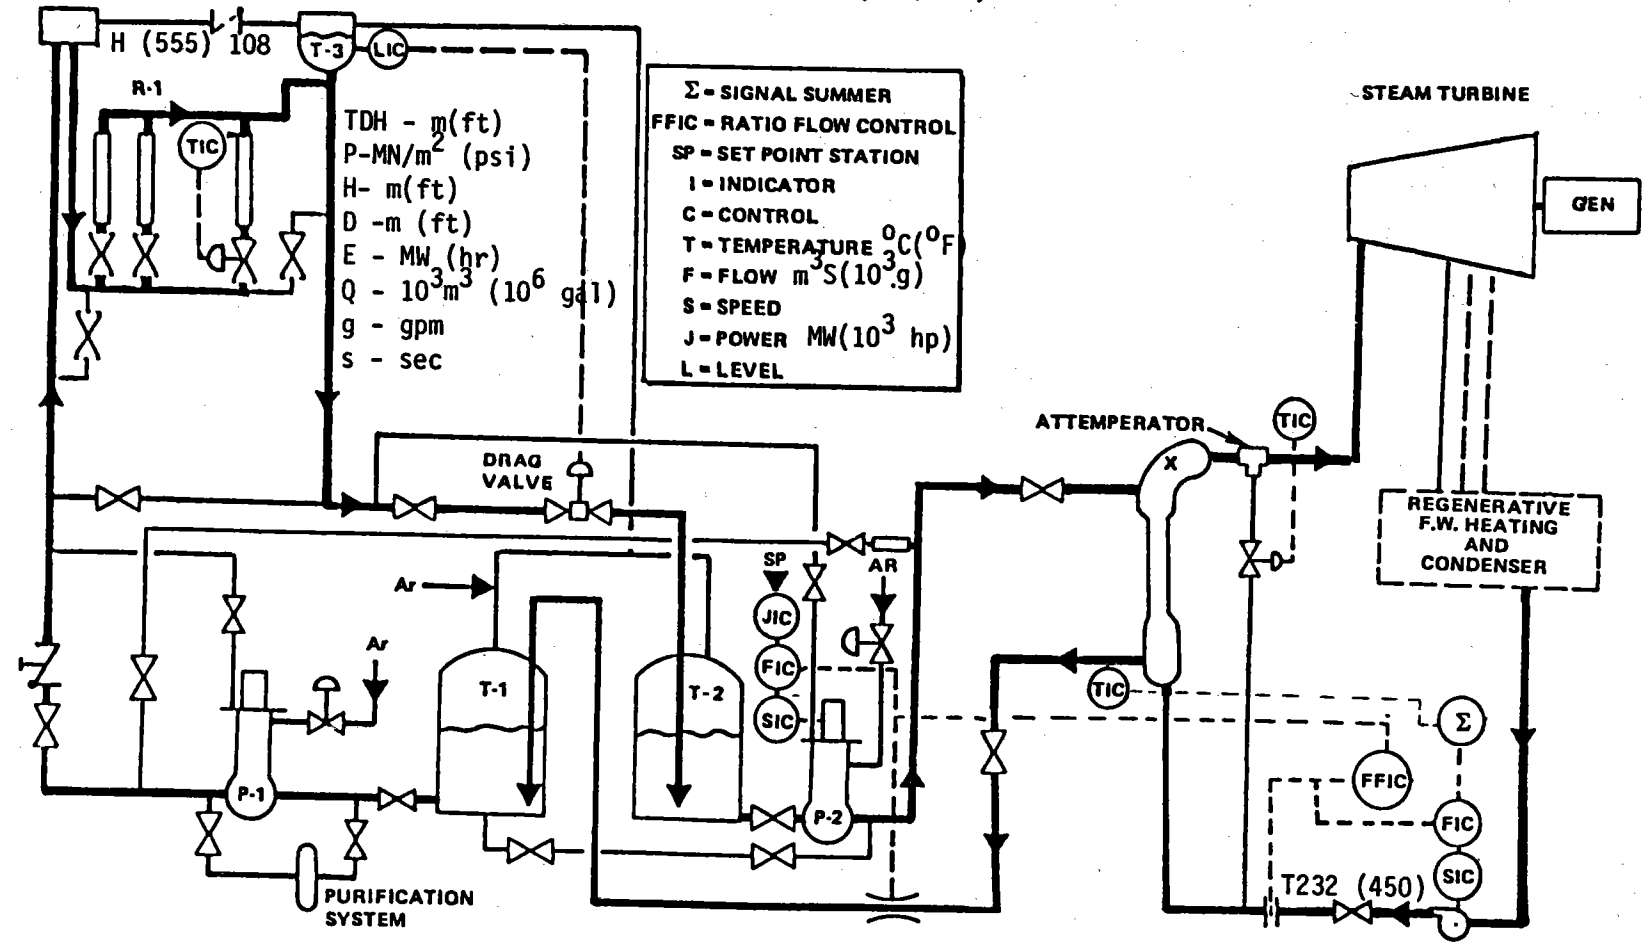 H (555) 108
T-3
LIC
R-1
TIC
TDH - m(ft)
P-MN/m² (psi)
H- m(ft)
D -m (ft)
E - MW (hr)
Q - 10³m³ (10⁶ gal)
g - gpm
s - sec
Σ = SIGNAL SUMMER
FFIC = RATIO FLOW CONTROL
SP = SET POINT STATION
I = INDICATOR
C = CONTROL
T = TEMPERATURE °C(°F)
F = FLOW m³S(10³g)
S = SPEED
J = POWER MW(10³ hp)
L = LEVEL
STEAM TURBINE
GEN
ATTEMPERATOR
TIC
X
DRAG
VALVE
REGENERATIVE
F.W. HEATING
AND
CONDENSER
SP
AR
Ar
JIC
Ar
FIC
T-1
T-2
TIC
SIC
Σ
FFIC
P-1
P-2
FIC
SIC
T232 (450)
PURIFICATION
SYSTEM